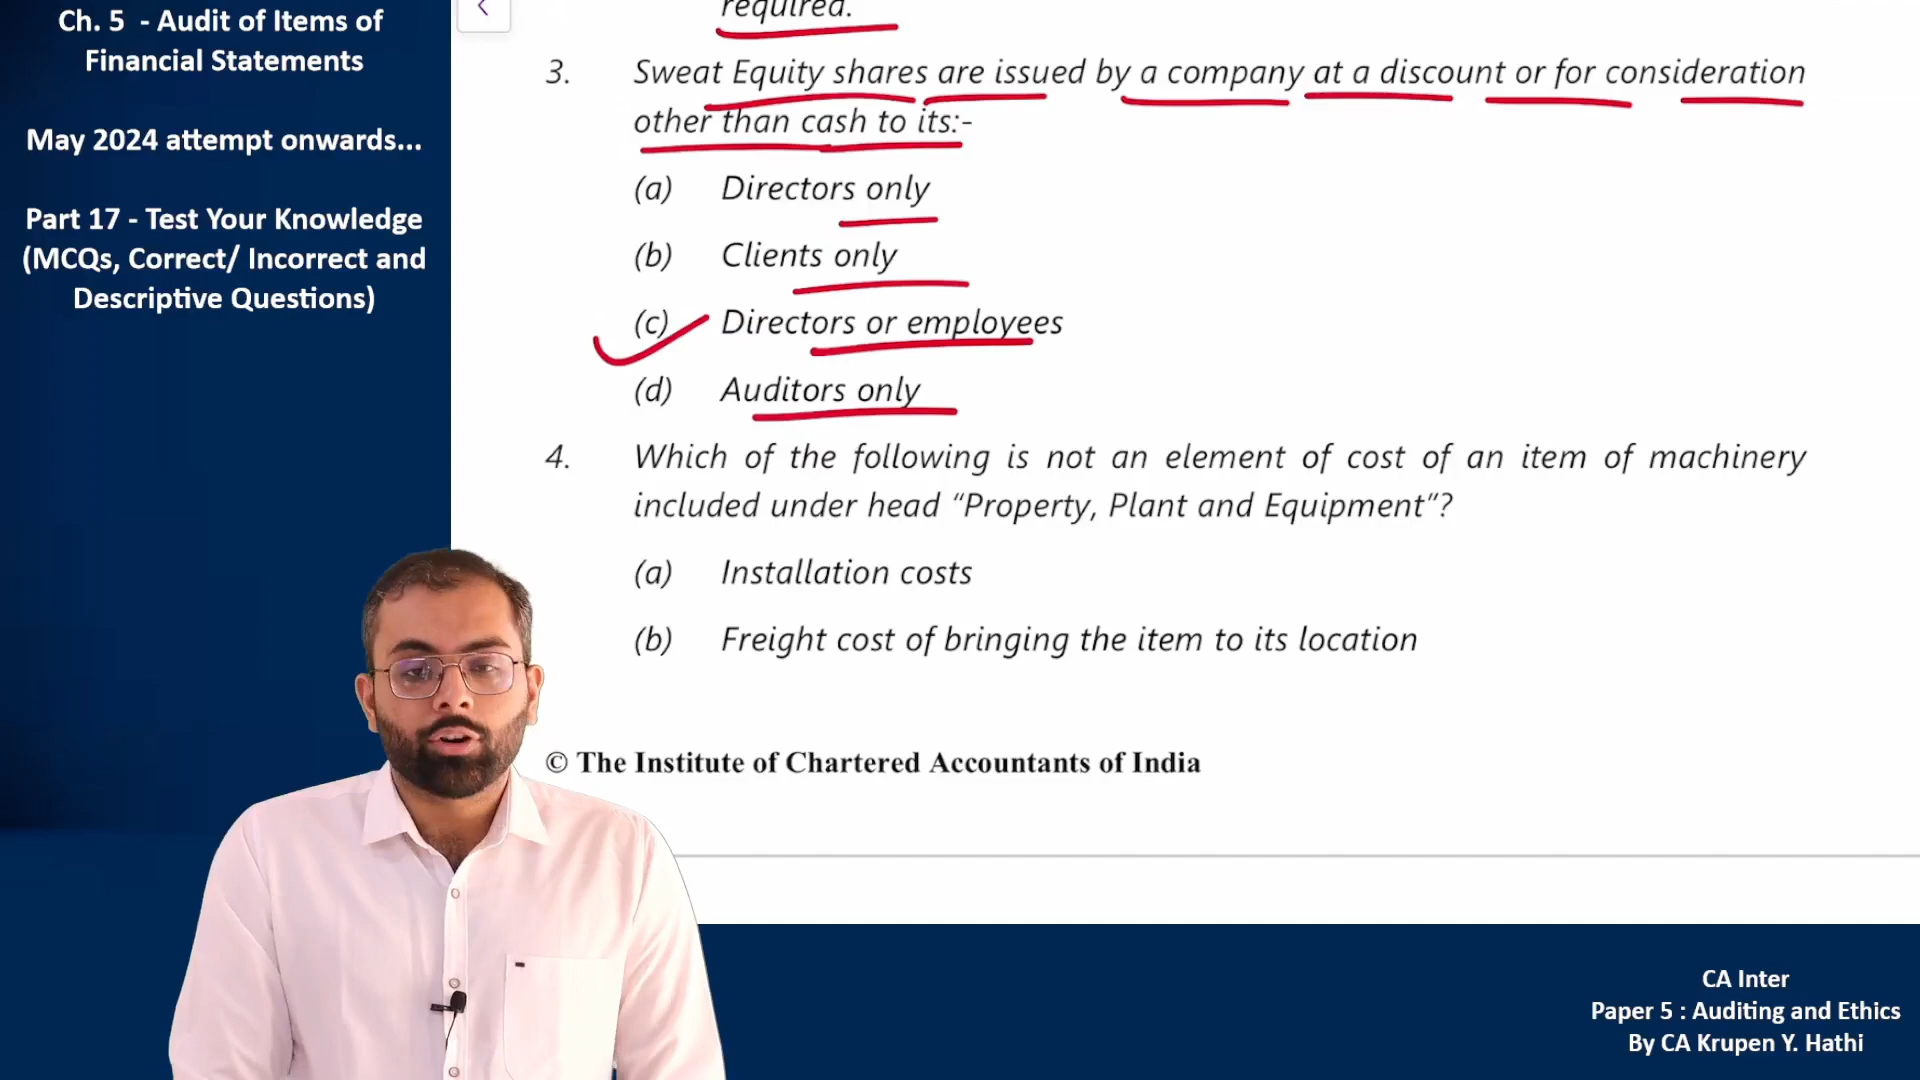 Ch. 5 - Audit of Items of
Financial Statements
May 2024 attempt onwards...
Part 17 - Test Your Knowledge
(MCQs, Correct/ Incorrect and
Descriptive Questions)
required.
3. Sweat Equity shares are issued by a company at a discount or for consideration
other than cash to its:-
(a) Directors only
(b) Clients only
(c) Directors or employees
(d) Auditors only
4. Which of the following is not an element of cost of an item of machinery
included under head “Property, Plant and Equipment“?
(a) Installation costs
(b) Freight cost of bringing the item to its location
© The Institute of Chartered Accountants of India
CA Inter
Paper 5 : Auditing and Ethics
By CA Krupen Y. Hathi